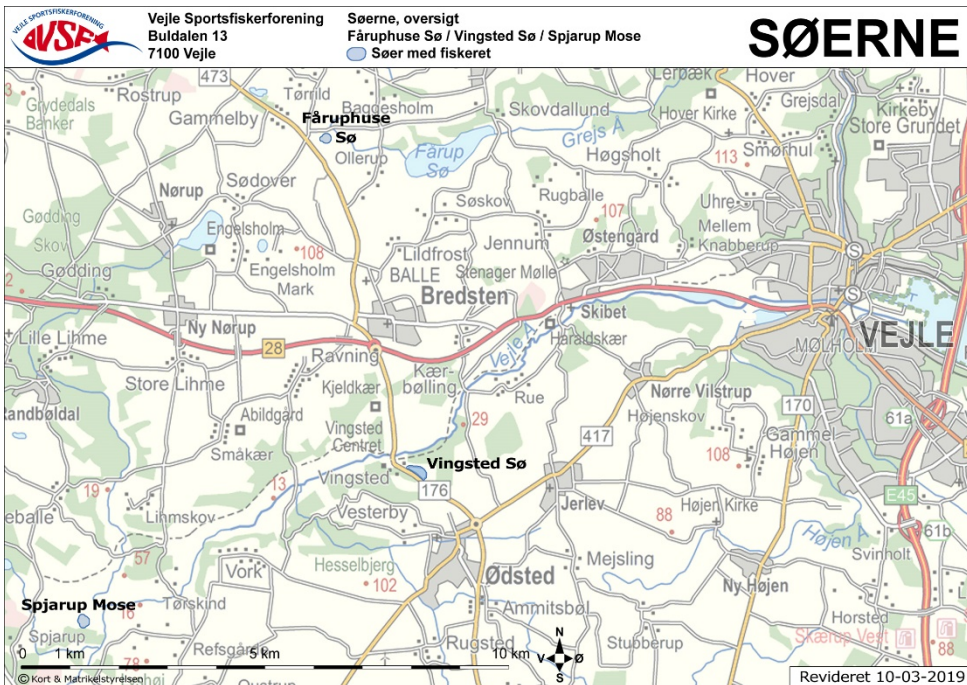 VEJLE SPORTSFISKERFORENING
VSF
Vejle Sportsfiskerforening
Buldalen 13
7100 Vejle
Søerne, oversigt
Fåruphuse Sø / Vingsted Sø / Spjarup Mose
Søer med fiskeret
SØERNE
473
Rostrup
Tørrild
Baggesholm
Lerbæk
Hover
Grydedals
Banker
Gammelby
Fåruphuse
Sø
Skovdallund
Hover Kirke
Grejsdal
Kirkeby
Store Grundet
Ollerup
Fårup
Sø
Grejs Å
Høgsholt
113
Smørhul
Nørup
Sødover
Søskov
Rugballe
Uhre
Gødding
Skov
Engelsholm
107
Mellem
Knabberup
Lildfrost
Jennum
Østengård
108
BALLE
Stenager Mølle
Gødding
Engelsholm
Mark
Bredsten
S
S
Skibet
Ny Nørup
Haraldskær
VEJLE
Lille Lihme
28
Ravning
Vejle Å
MØLHOLM
Store Lihme
Kjeldkær
Kær-
bølling
Rue
Nørre Vilstrup
Randbøldal
Abildgård
29
Højenskov
170
61a
Vingsted
Centret
417
Gammel
Højen
Småkær
108
Vingsted
Vingsted Sø
176
19
13
Jerlev
E45
Linmskov
Vesterby
Højen Kirke
eballe
88
Højen Å
61b
57
Svinholt
Hesselbjerg
Mejsling
Vork
102
Ødsted
Ny Højen
Spjarup Mose
16
Tørskind
Ammitsbøl
Horsted
Spjarup
Stubberup
Skærup Vest
Refsgård
Rugsted
78
88
0
1 km
5 km
10 km
N
V
Ø
S
© Kort & Matrikelstyrelsen
Revideret 10-03-2019